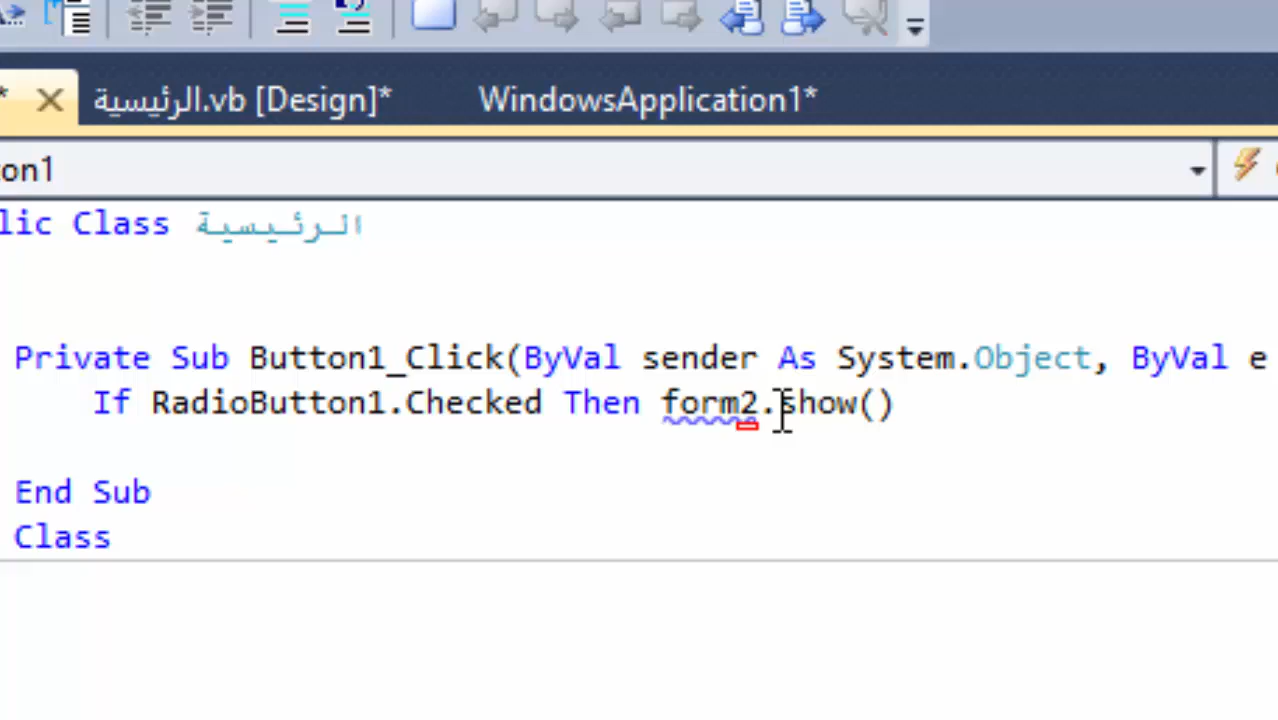 الرئيسية.vb [Design]*
WindowsApplication1*
on1
lic Class الرئيسية
Private Sub Button1_Click(ByVal sender As System.Object, ByVal e
If RadioButton1.Checked Then form2.show()
End Sub
Class